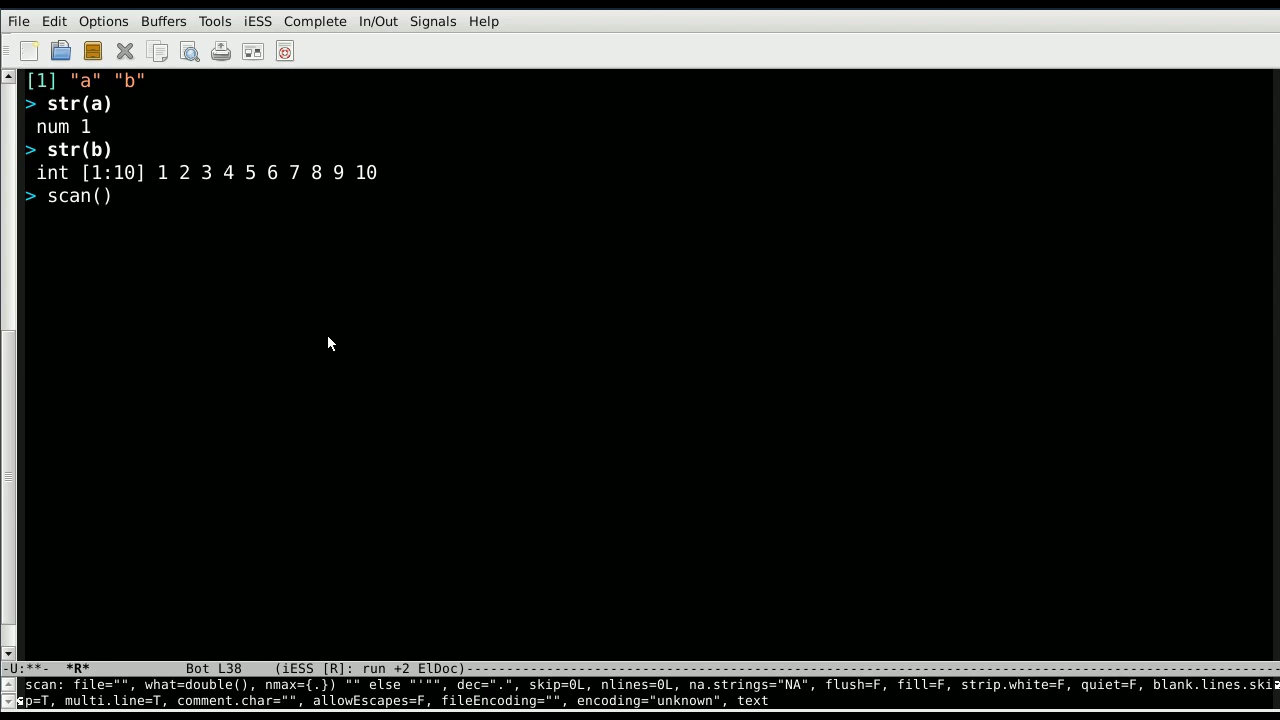 File Edit Options Buffers Tools iESS Complete In/Out Signals Help
[1] "a" "b"
> str(a)
 num 1
> str(b)
 int [1:10] 1 2 3 4 5 6 7 8 9 10
> scan()
-U:**-  *R*            Bot L38    (iESS [R]: run +2 ElDoc)
scan: file="", what=double(), nmax={.}) "" else "'"", dec=".", skip=0L, nlines=0L, na.strings="NA", flush=F, fill=F, strip.white=F, quiet=F, blank.lines.ski
p=T, multi.line=T, comment.char="", allowEscapes=F, fileEncoding="", encoding="unknown", text